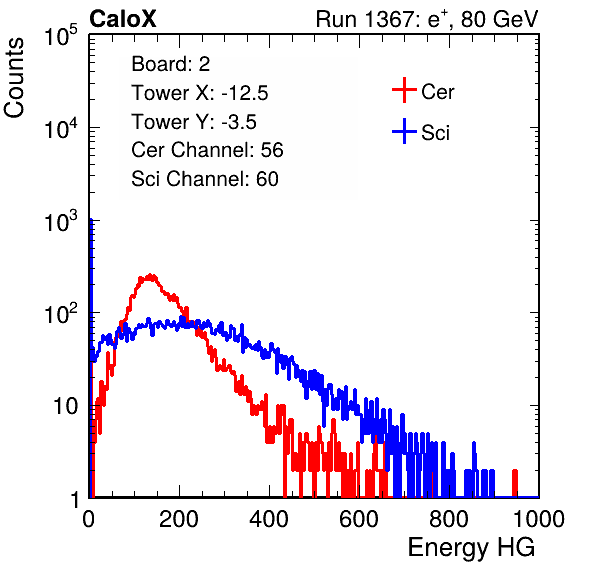 CaloX Run 1367: e⁺, 80 GeV
Counts
10⁵
10⁴
10³
10²
10
1
Board: 2
Tower X: -12.5
Tower Y: -3.5
Cer Channel: 56
Sci Channel: 60
Cer
Sci
0 200 400 600 800 1000
Energy HG